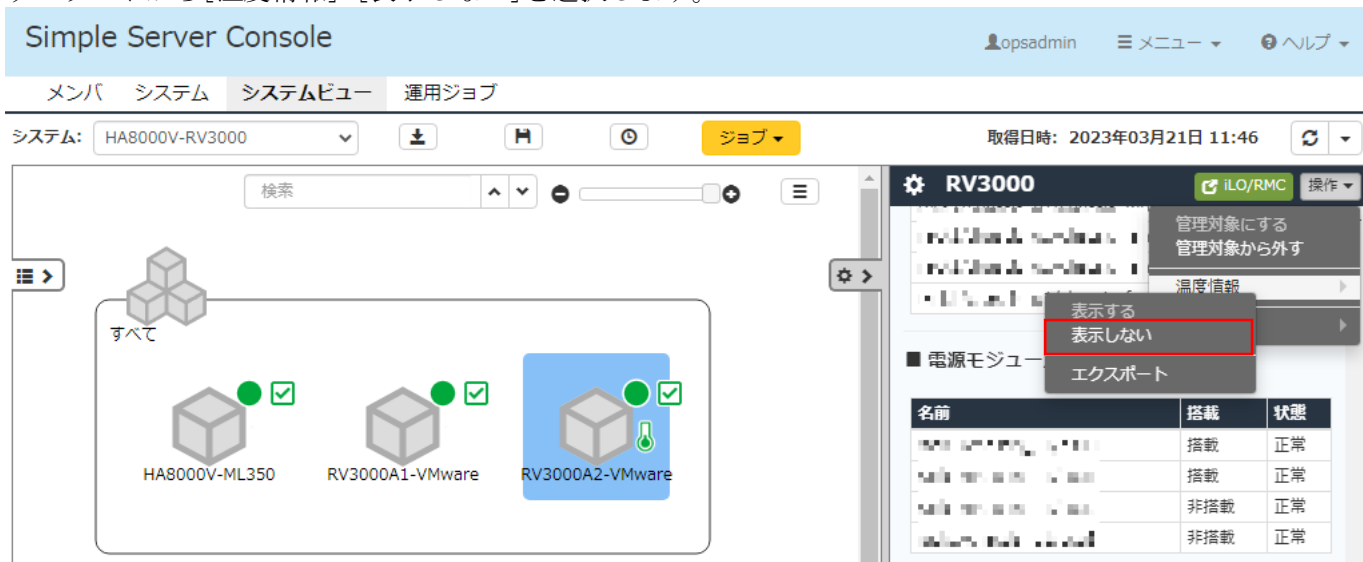 Simple Server Console
opsadmin メニュー ヘルプ
メンバ システム システムビュー 運用ジョブ
システム: HA8000V-RV3000 ジョブ 取得日時: 2023年03月21日 11:46
検索
RV3000 iLO/RMC 操作
管理対象にする
管理対象から外す
温度情報
表示する
表示しない
エクスポート
すべて
HA8000V-ML350 RV3000A1-VMware RV3000A2-VMware
■ 電源モジュー
名前 搭載 状態
搭載 正常
搭載 正常
非搭載 正常
非搭載 正常